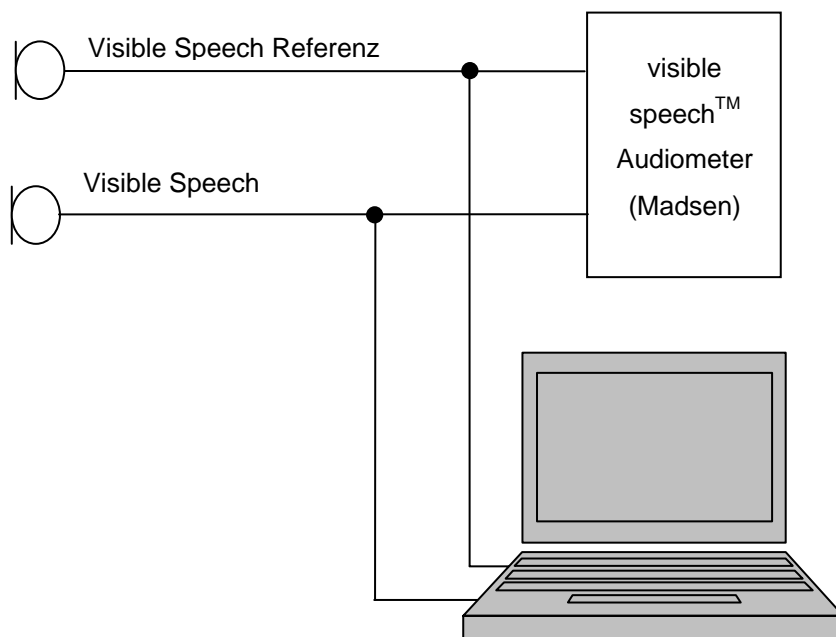 Visible Speech Referenz
visible
speech™
Audiometer
(Madsen)
Visible Speech